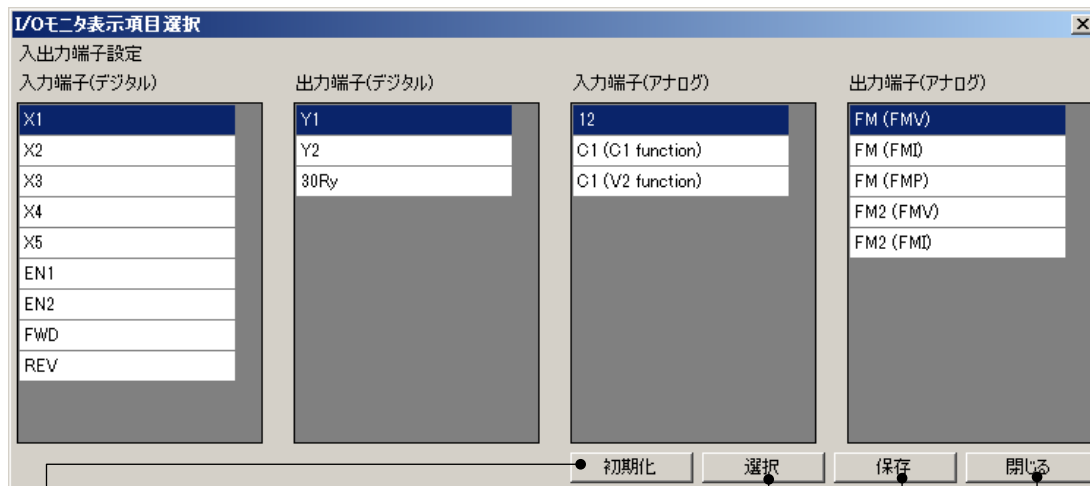 I/Oモニタ表示項目選択
入出力端子設定
入力端子(デジタル)
出力端子(デジタル)
入力端子(アナログ)
出力端子(アナログ)
X1
X2
X3
X4
X5
EN1
EN2
FWD
REV
Y1
Y2
30Ry
12
C1 (C1 function)
C1 (V2 function)
FM (FMV)
FM (FMI)
FM (FMP)
FM2 (FMV)
FM2 (FMI)
初期化
選択
保存
閉じる